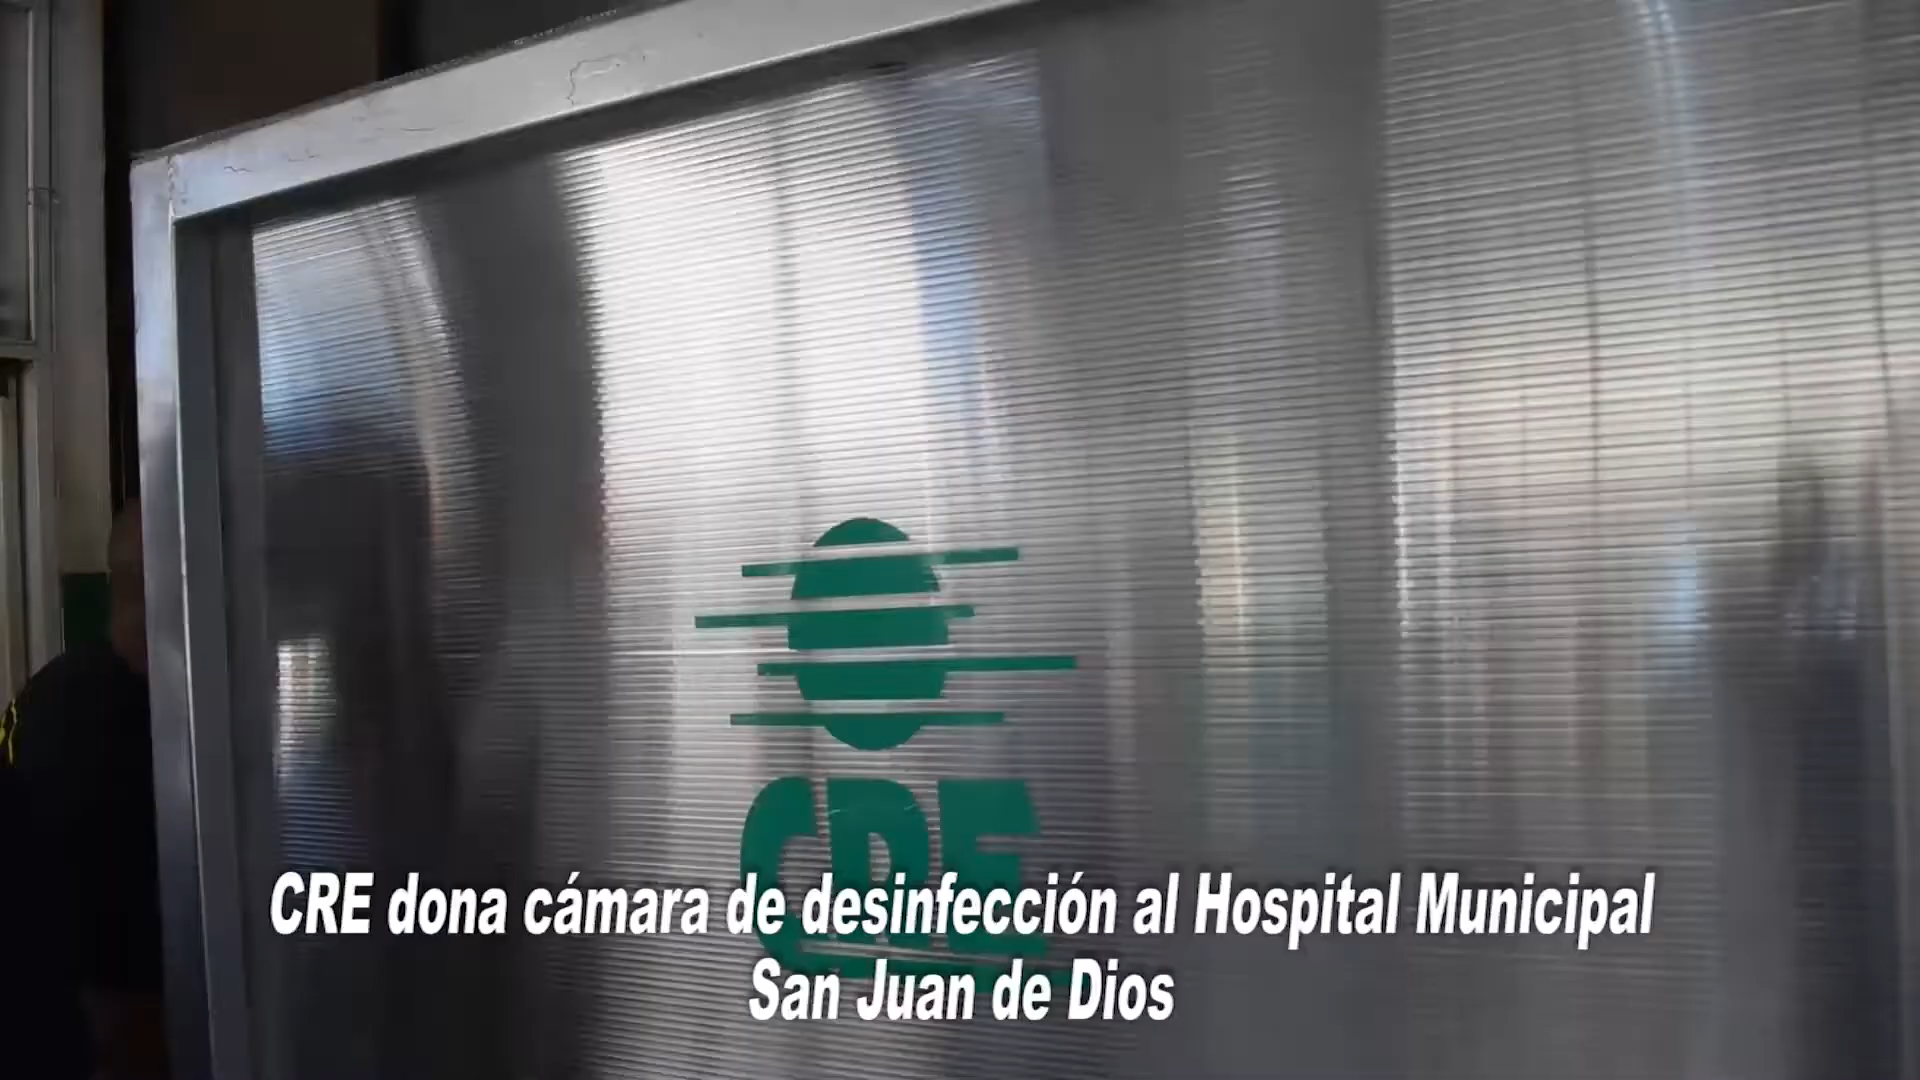 CRE
CRE dona cámara de desinfección al Hospital Municipal
San Juan de Dios